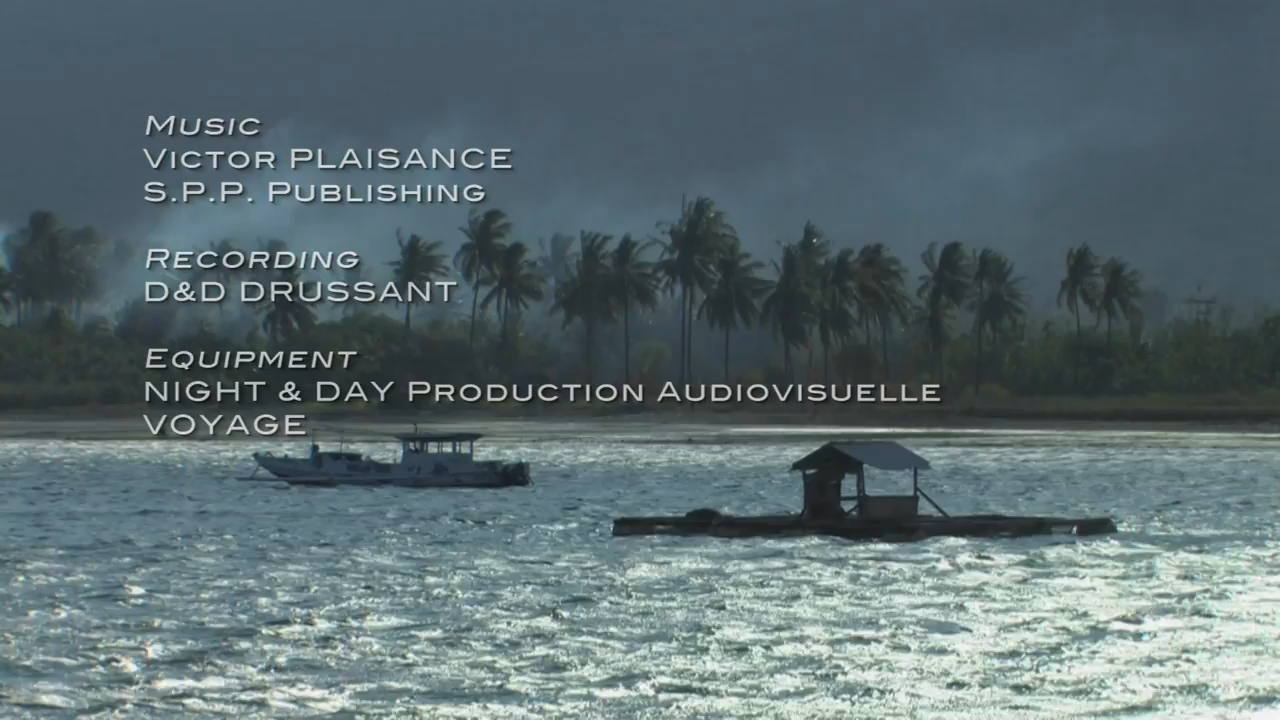 Music
Victor PLAISANCE
S.P.P. Publishing
Recording
D&D DRUSSANT
Equipment
NIGHT & DAY Production Audiovisuelle
VOYAGE